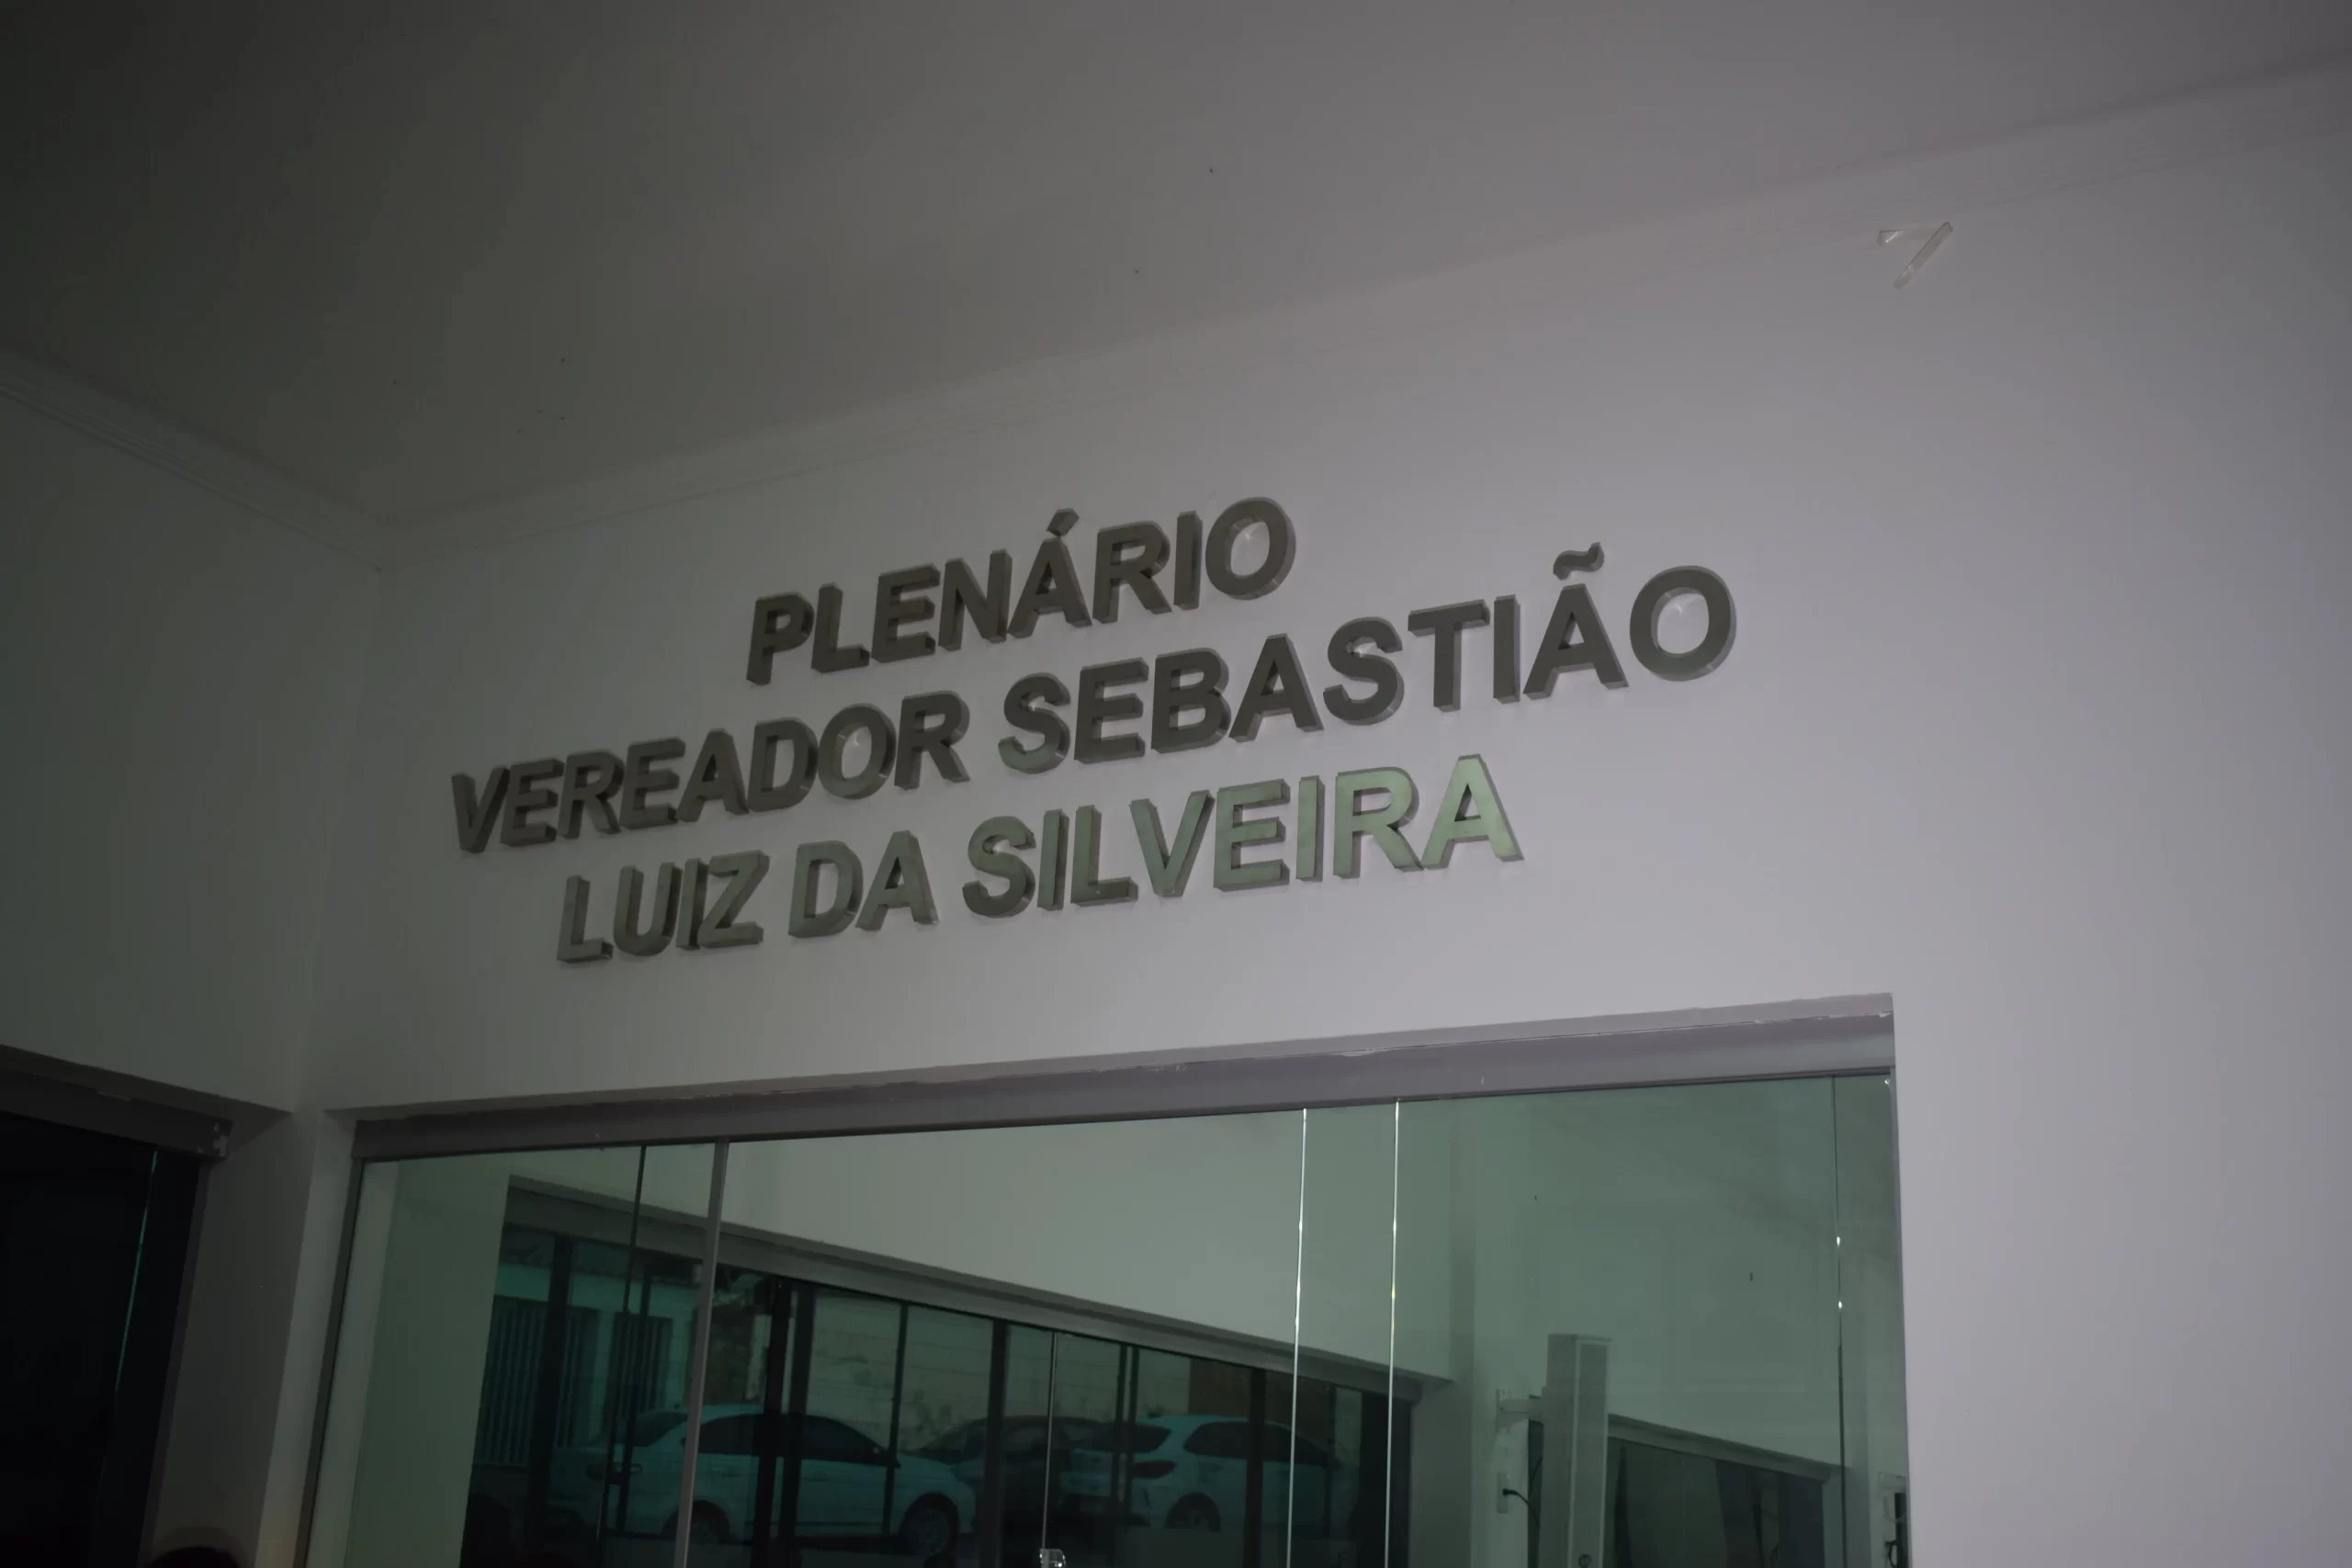 PLENÁRIO
VEREADOR SEBASTIÃO
LUIZ DA SILVEIRA